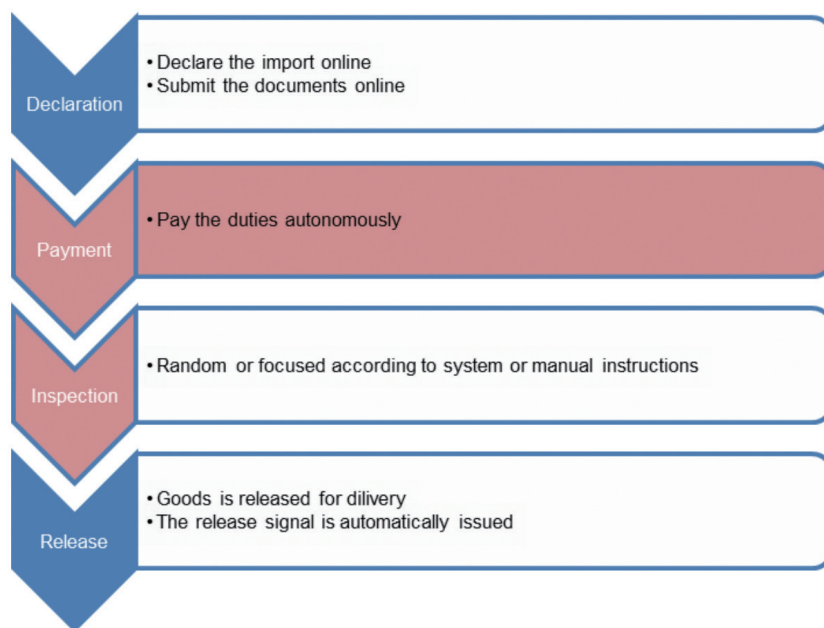 Declaration
• Declare the import online
• Submit the documents online
Payment
• Pay the duties autonomously
Inspection
• Random or focused according to system or manual instructions
Release
• Goods is released for dilivery
• The release signal is automatically issued